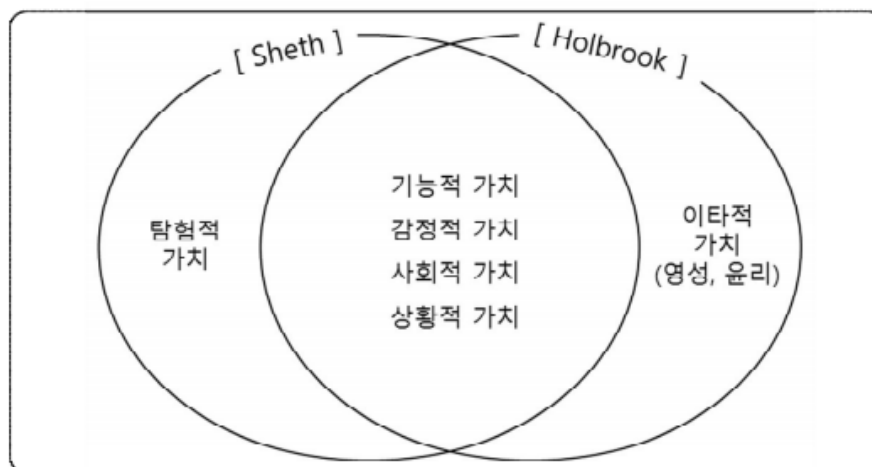 [ Sheth ]
[ Holbrook ]
탐험적
가치
기능적 가치
감정적 가치
사회적 가치
상황적 가치
이타적
가치
(영성, 윤리)